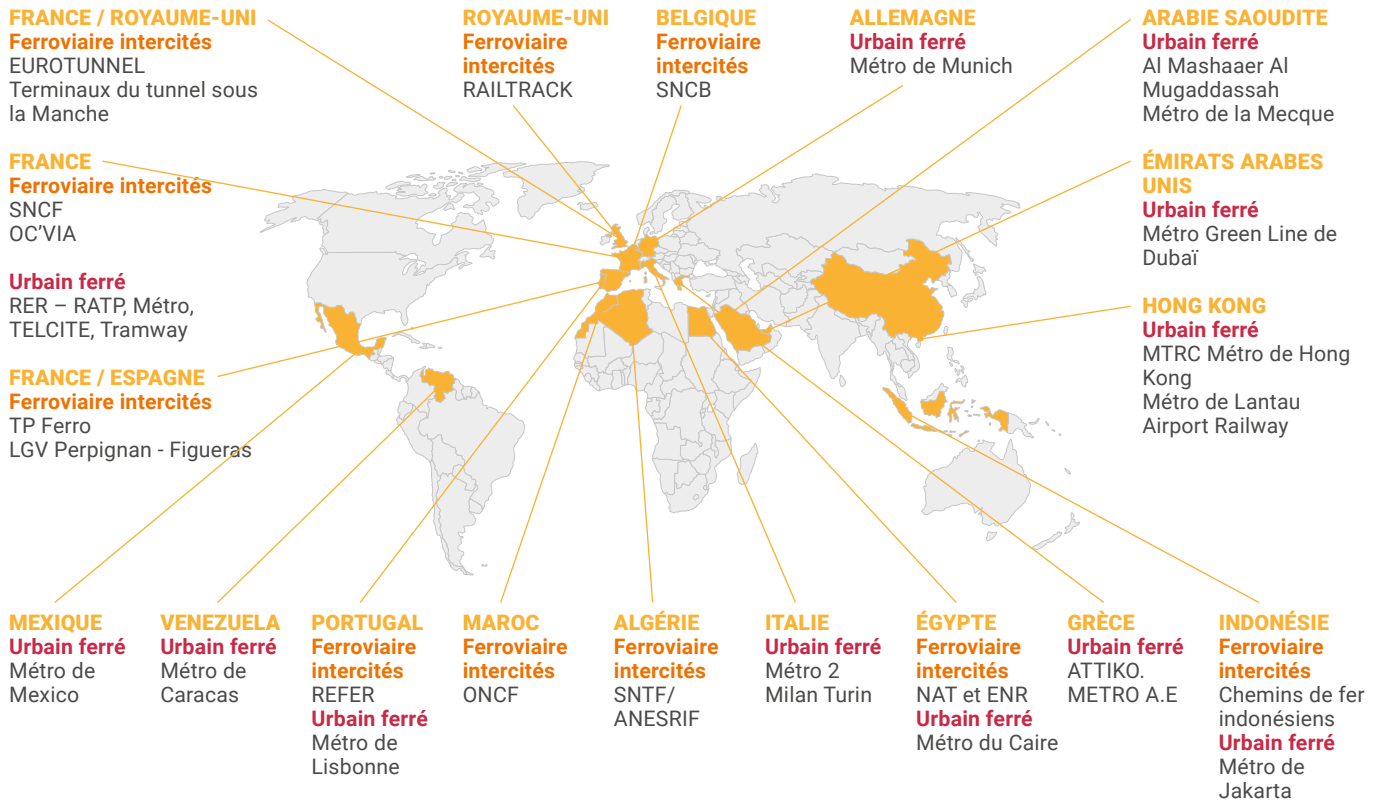 FRANCE / ROYAUME-UNI
Ferroviaire intercités
EUROTUNNEL
Terminaux du tunnel sous
la Manche
ROYAUME-UNI
Ferroviaire
intercités
RAILTRACK
BELGIQUE
Ferroviaire
intercités
SNCB
ALLEMAGNE
Urbain ferré
Métro de Munich
ARABIE SAOUDITE
Urbain ferré
Al Mashaaer Al
Mugaddassah
Métro de la Mecque
FRANCE
Ferroviaire intercités
SNCF
OC’VIA
Urbain ferré
RER – RATP, Métro,
TELCITE, Tramway
ÉMIRATS ARABES
UNIS
Urbain ferré
Métro Green Line de
Dubaï
HONG KONG
Urbain ferré
MTRC Métro de Hong
Kong
Métro de Lantau
Airport Railway
FRANCE / ESPAGNE
Ferroviaire intercités
TP Ferro
LGV Perpignan - Figueras
MEXIQUE
Urbain ferré
Métro de
Mexico
VENEZUELA
Urbain ferré
Métro de
Caracas
PORTUGAL
Ferroviaire
intercités
REFER
Urbain ferré
Métro de
Lisbonne
MAROC
Ferroviaire
intercités
ONCF
ALGÉRIE
Ferroviaire
intercités
SNTF/
ANESRIF
ITALIE
Urbain ferré
Métro 2
Milan Turin
ÉGYPTE
Ferroviaire
intercités
NAT et ENR
Urbain ferré
Métro du Caire
GRÈCE
Urbain ferré
ATTIKO.
METRO A.E
INDONÉSIE
Ferroviaire
intercités
Chemins de fer
indonésiens
Urbain ferré
Métro de
Jakarta